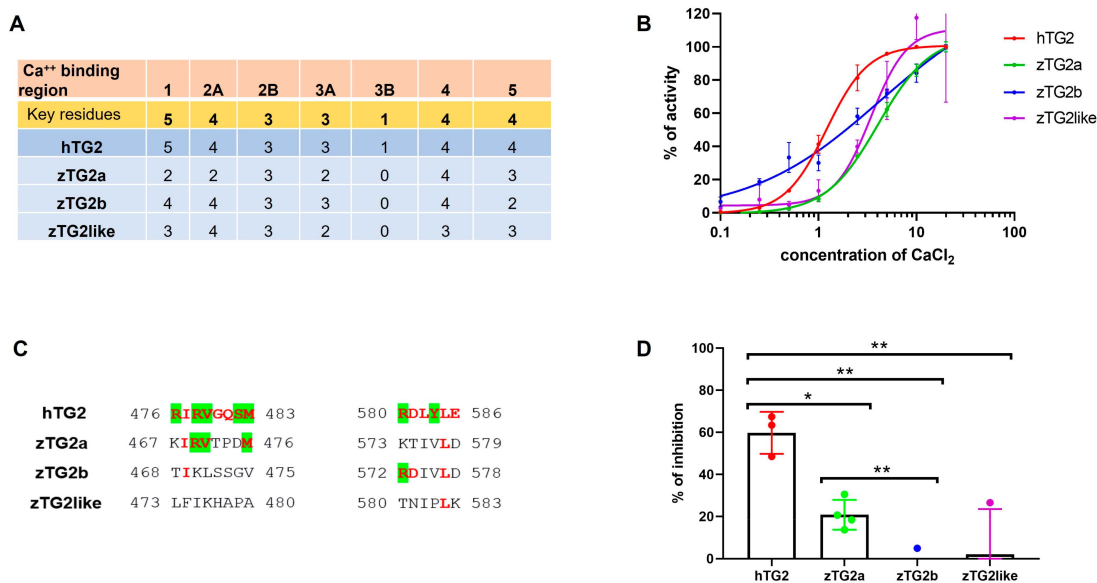 A
Ca++ binding
region 1 2A 2B 3A 3B 4 5
Key residues 5 4 3 3 1 4 4
hTG2 5 4 3 3 1 4 4
zTG2a 2 2 3 2 0 4 3
zTG2b 4 4 3 3 0 4 2
zTG2like 3 4 3 2 0 3 3
B
% of activity
120
100
80
60
40
20
0
0.1 1 10 100
concentration of CaCl2
hTG2
zTG2a
zTG2b
zTG2like
C
hTG2 476 RIRVGQSM 483 580 RDLYLE 586
zTG2a 467 KIRVTPDM 476 573 KTIVLD 579
zTG2b 468 TIKLSSGV 475 572 RDIVLD 578
zTG2like 473 LFIKHAPA 480 580 TNIPLK 583
D
% of inhibition
100
80
60
40
20
0
**
**
*
**
hTG2 zTG2a zTG2b zTG2like